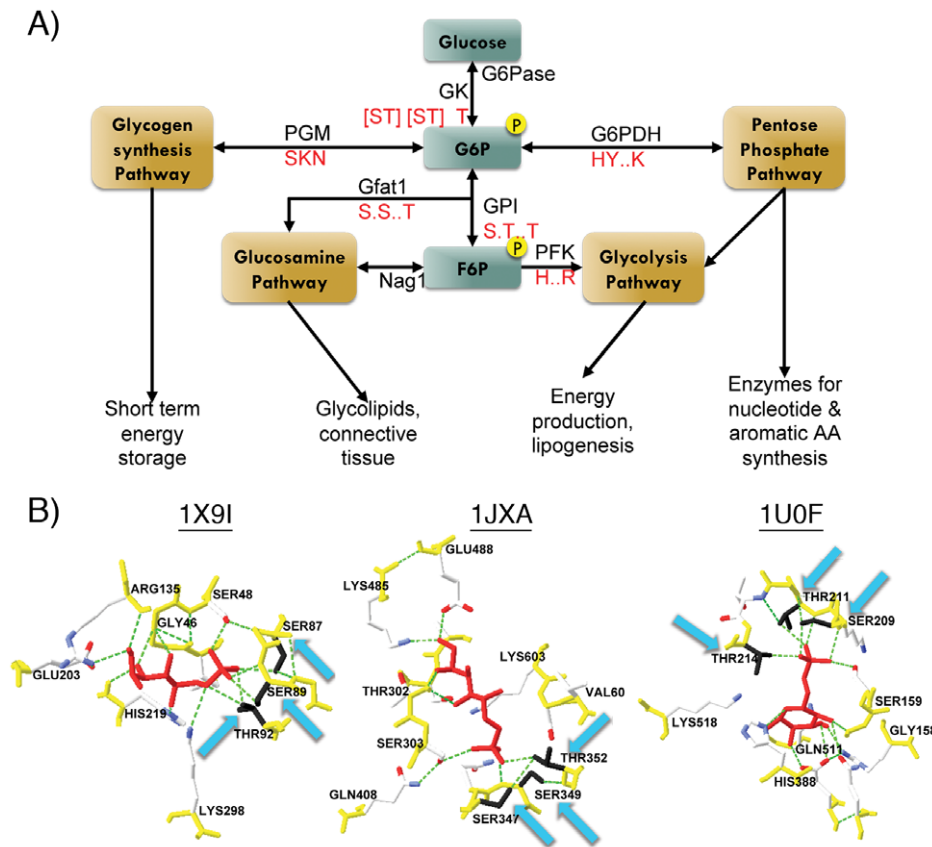 A)
Glucose
G6Pase
GK
[ST] [ST] T
P
Glycogen
synthesis
Pathway
PGM
SKN
G6P
G6PDH
HY..K
Pentose
Phosphate
Pathway
Gfat1
S.S..T
GPI
S.T..T
P
Glucosamine
Pathway
Nag1
F6P
PFK
H..R
Glycolysis
Pathway
Short term
energy
storage
Glycolipids,
connective
tissue
Energy
production,
lipogenesis
Enzymes for
nucleotide &
aromatic AA
synthesis
B)
1X9I
ARG135
SER48
GLY46
SER87
GLU203
SER89
HIS219
THR92
LYS298
1JXA
GLU488
LYS485
LYS603
THR302
VAL60
SER303
THR352
GLN408
SER349
SER347
1U0F
THR211
SER209
THR214
LYS518
SER159
GLY158
GLN511
HIS388